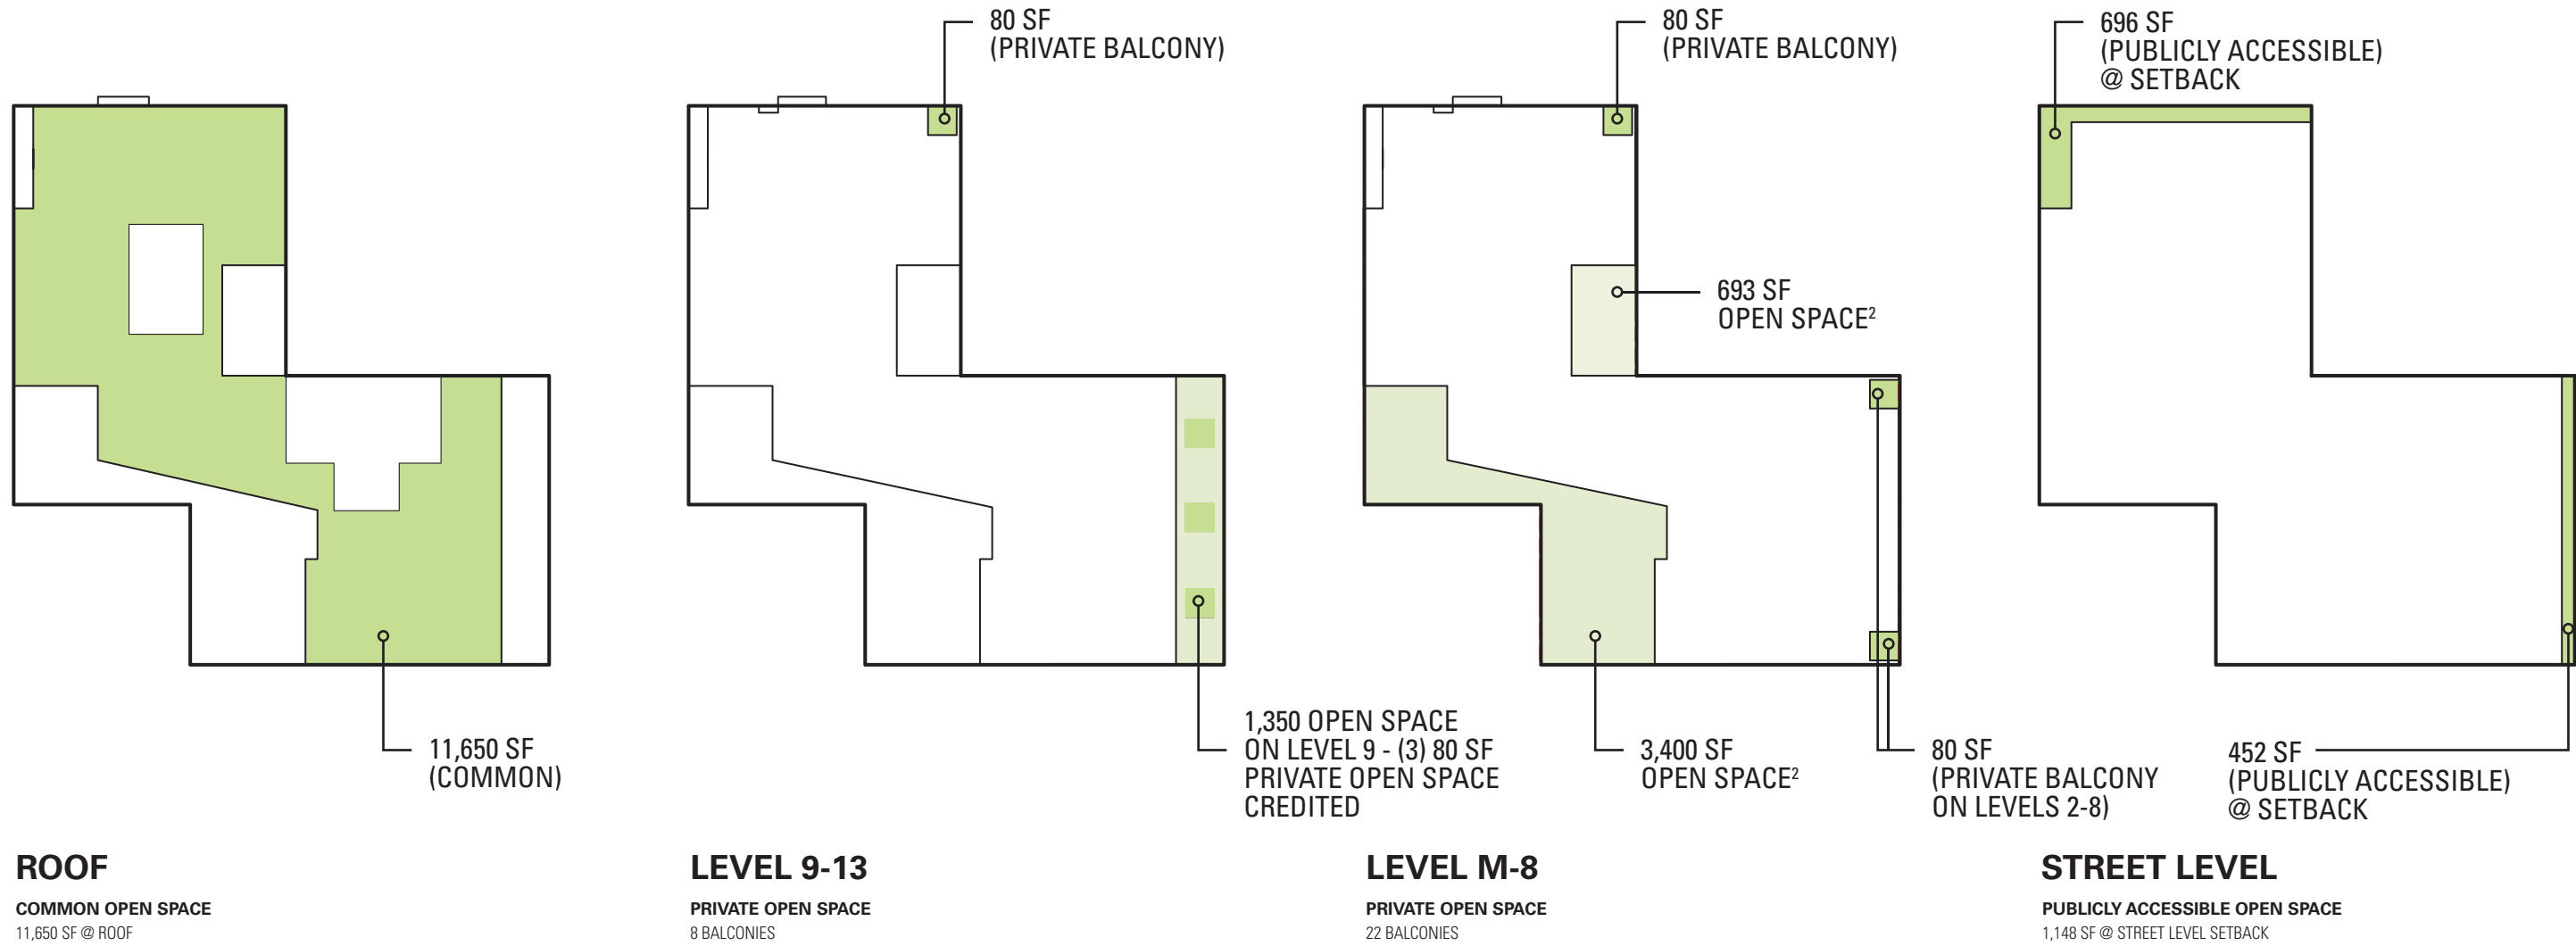 80 SF
(PRIVATE BALCONY)
80 SF
(PRIVATE BALCONY)
696 SF
(PUBLICLY ACCESSIBLE)
@ SETBACK
693 SF
OPEN SPACE²
11,650 SF
(COMMON)
1,350 OPEN SPACE
ON LEVEL 9 - (3) 80 SF
PRIVATE OPEN SPACE
CREDITED
3,400 SF
OPEN SPACE²
80 SF
(PRIVATE BALCONY
ON LEVELS 2-8)
452 SF
(PUBLICLY ACCESSIBLE)
@ SETBACK
ROOF
COMMON OPEN SPACE
11,650 SF @ ROOF
LEVEL 9-13
PRIVATE OPEN SPACE
8 BALCONIES
LEVEL M-8
PRIVATE OPEN SPACE
22 BALCONIES
STREET LEVEL
PUBLICLY ACCESSIBLE OPEN SPACE
1,148 SF @ STREET LEVEL SETBACK